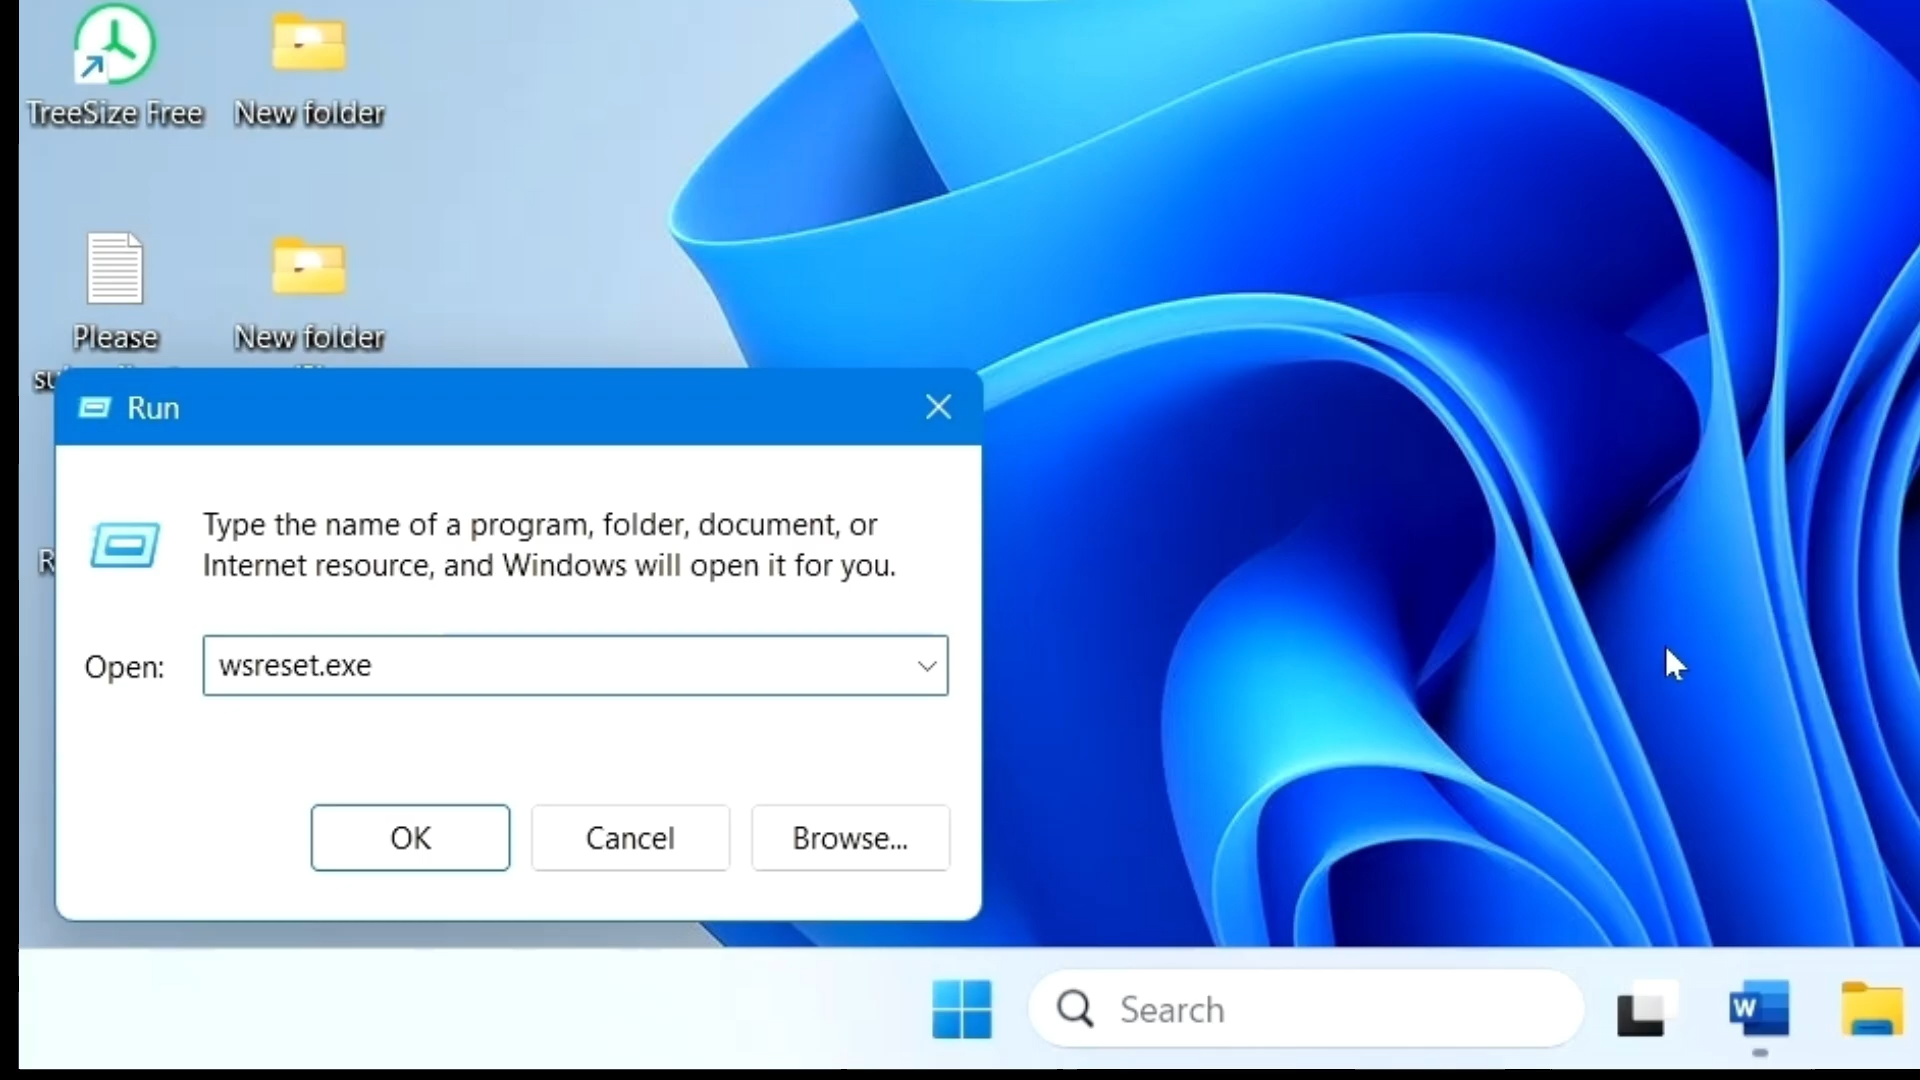 TreeSize Free
New folder
Please
New folder
Run
Type the name of a program, folder, document, or
Internet resource, and Windows will open it for you.
Open:
wsreset.exe
OK
Cancel
Browse...
Search
W